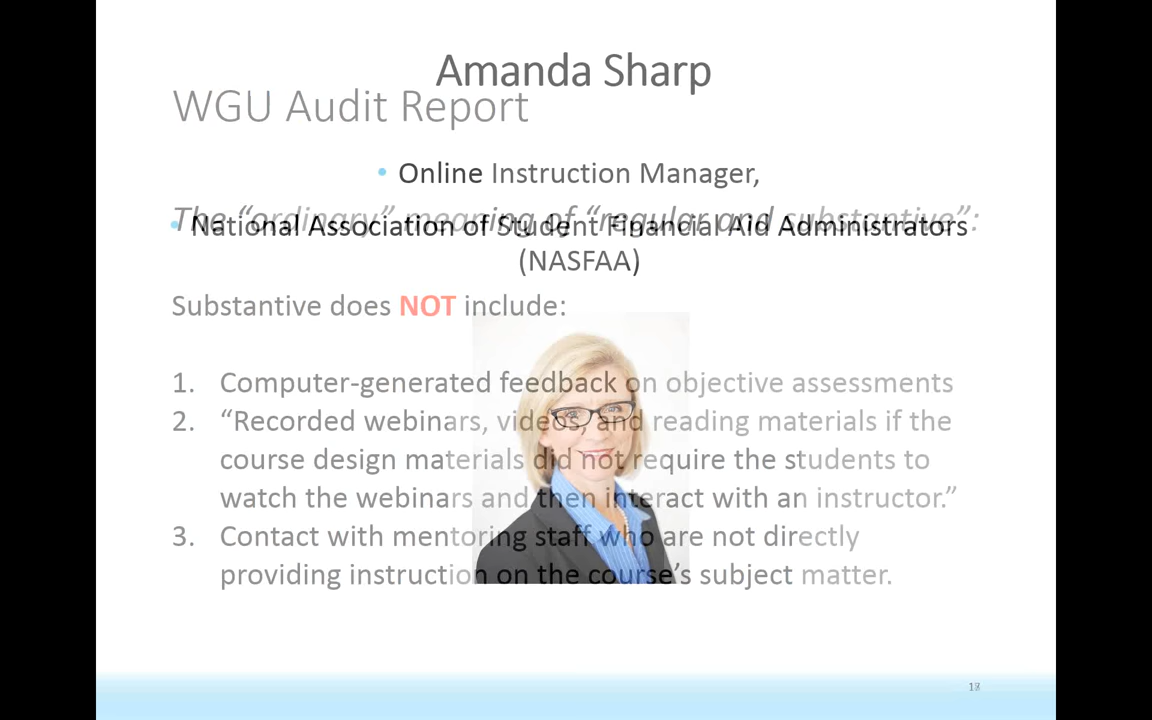 Amanda Sharp
WGU Audit Report
• Online Instruction Manager,
The “ordinary” meaning of “regular and substantive”:
• National Association of Student Financial Aid Administrators
(NASFAA)
Substantive does NOT include:
1. Computer-generated feedback on objective assessments
2. “Recorded webinars, videos, and reading materials if the
course design materials did not require the students to
watch the webinars and then interact with an instructor.”
3. Contact with mentoring staff who are not directly
providing instruction on the course’s subject matter.